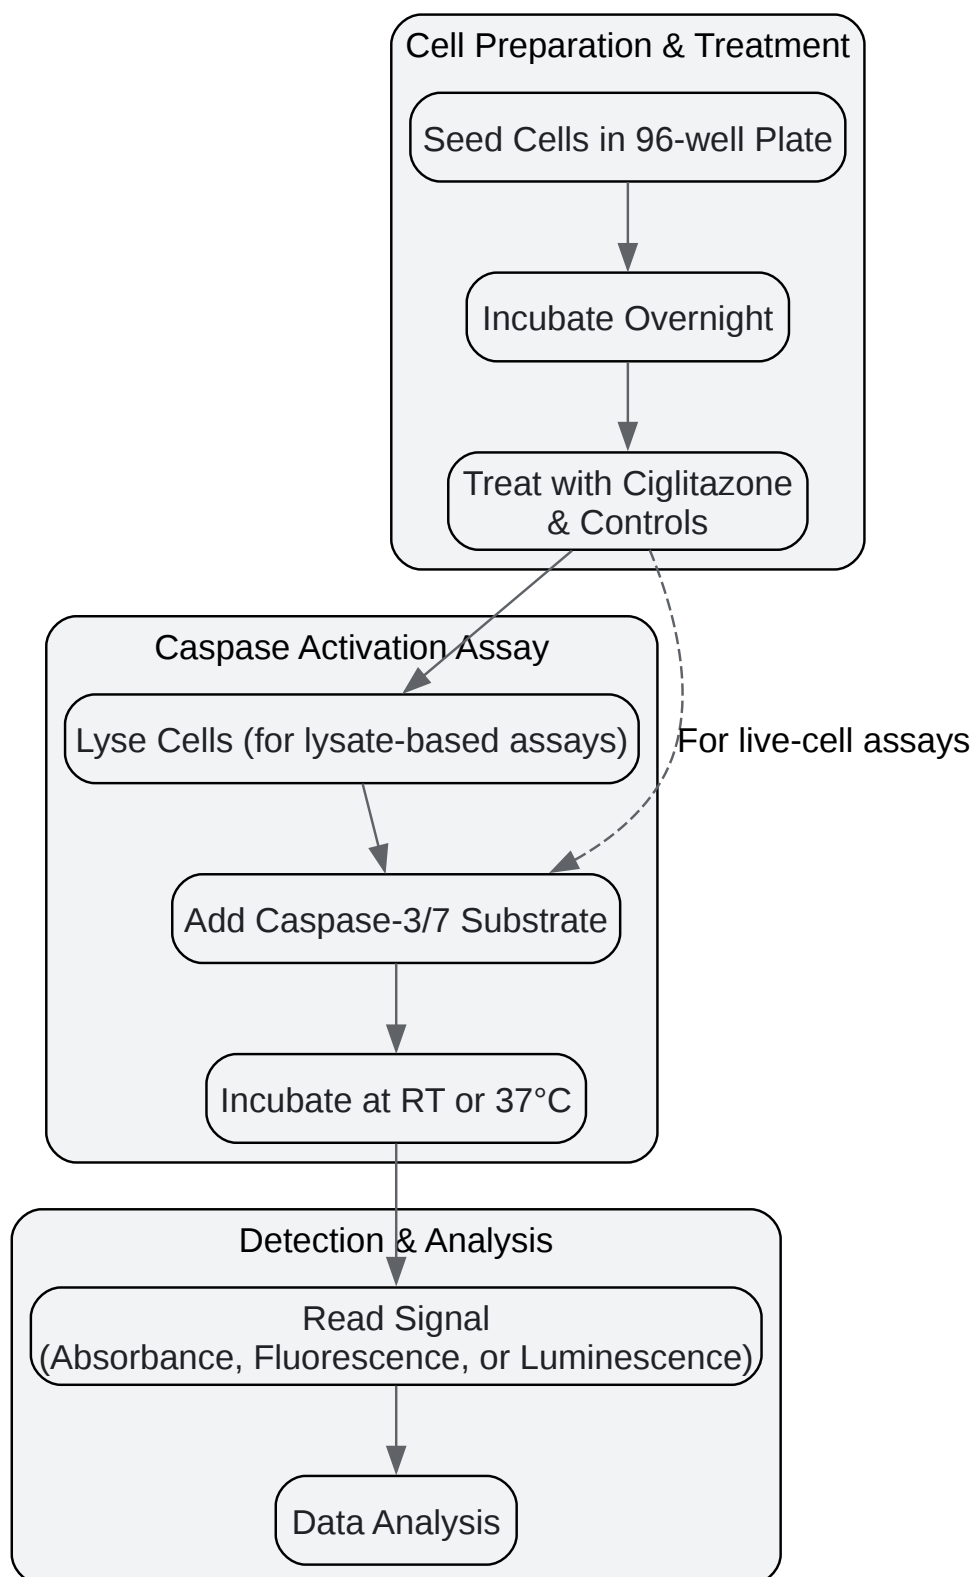 Cell Preparation & Treatment
Seed Cells in 96-well Plate
Incubate Overnight
Treat with Ciglitazone
& Controls
Caspase Activation Assay
Lyse Cells (for lysate-based assays)
For live-cell assays
Add Caspase-3/7 Substrate
Incubate at RT or 37°C
Detection & Analysis
Read Signal
(Absorbance, Fluorescence, or Luminescence)
Data Analysis